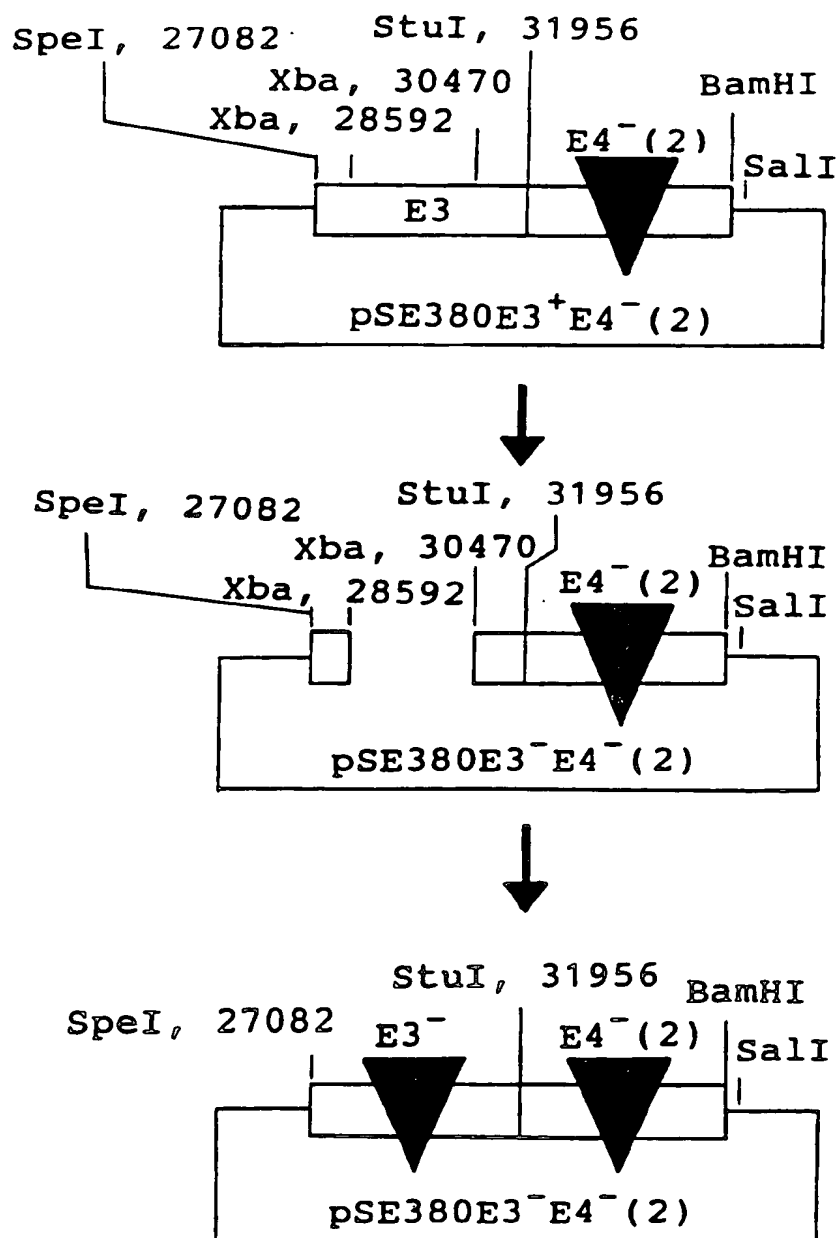 SpeI, 27082
StuI, 31956
Xba, 30470
Xba, 28592
BamHI
E4⁻(2)
SalI
E3
pSE380E3⁺E4⁻(2)
SpeI, 27082
StuI, 31956
Xba, 30470
Xba, 28592
BamHI
E4⁻(2)
SalI
pSE380E3⁻E4⁻(2)
StuI, 31956
BamHI
SpeI, 27082
E3⁻
E4⁻(2)
SalI
pSE380E3⁻E4⁻(2)